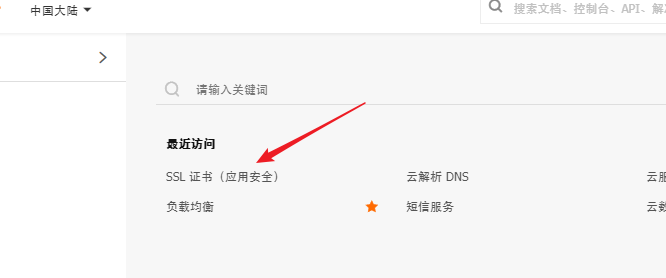 中国大陆
搜索文档、控制台、API、解
请输入关键词
最近访问
SSL 证书（应用安全）
云解析 DNS
云服
负载均衡
短信服务
云数